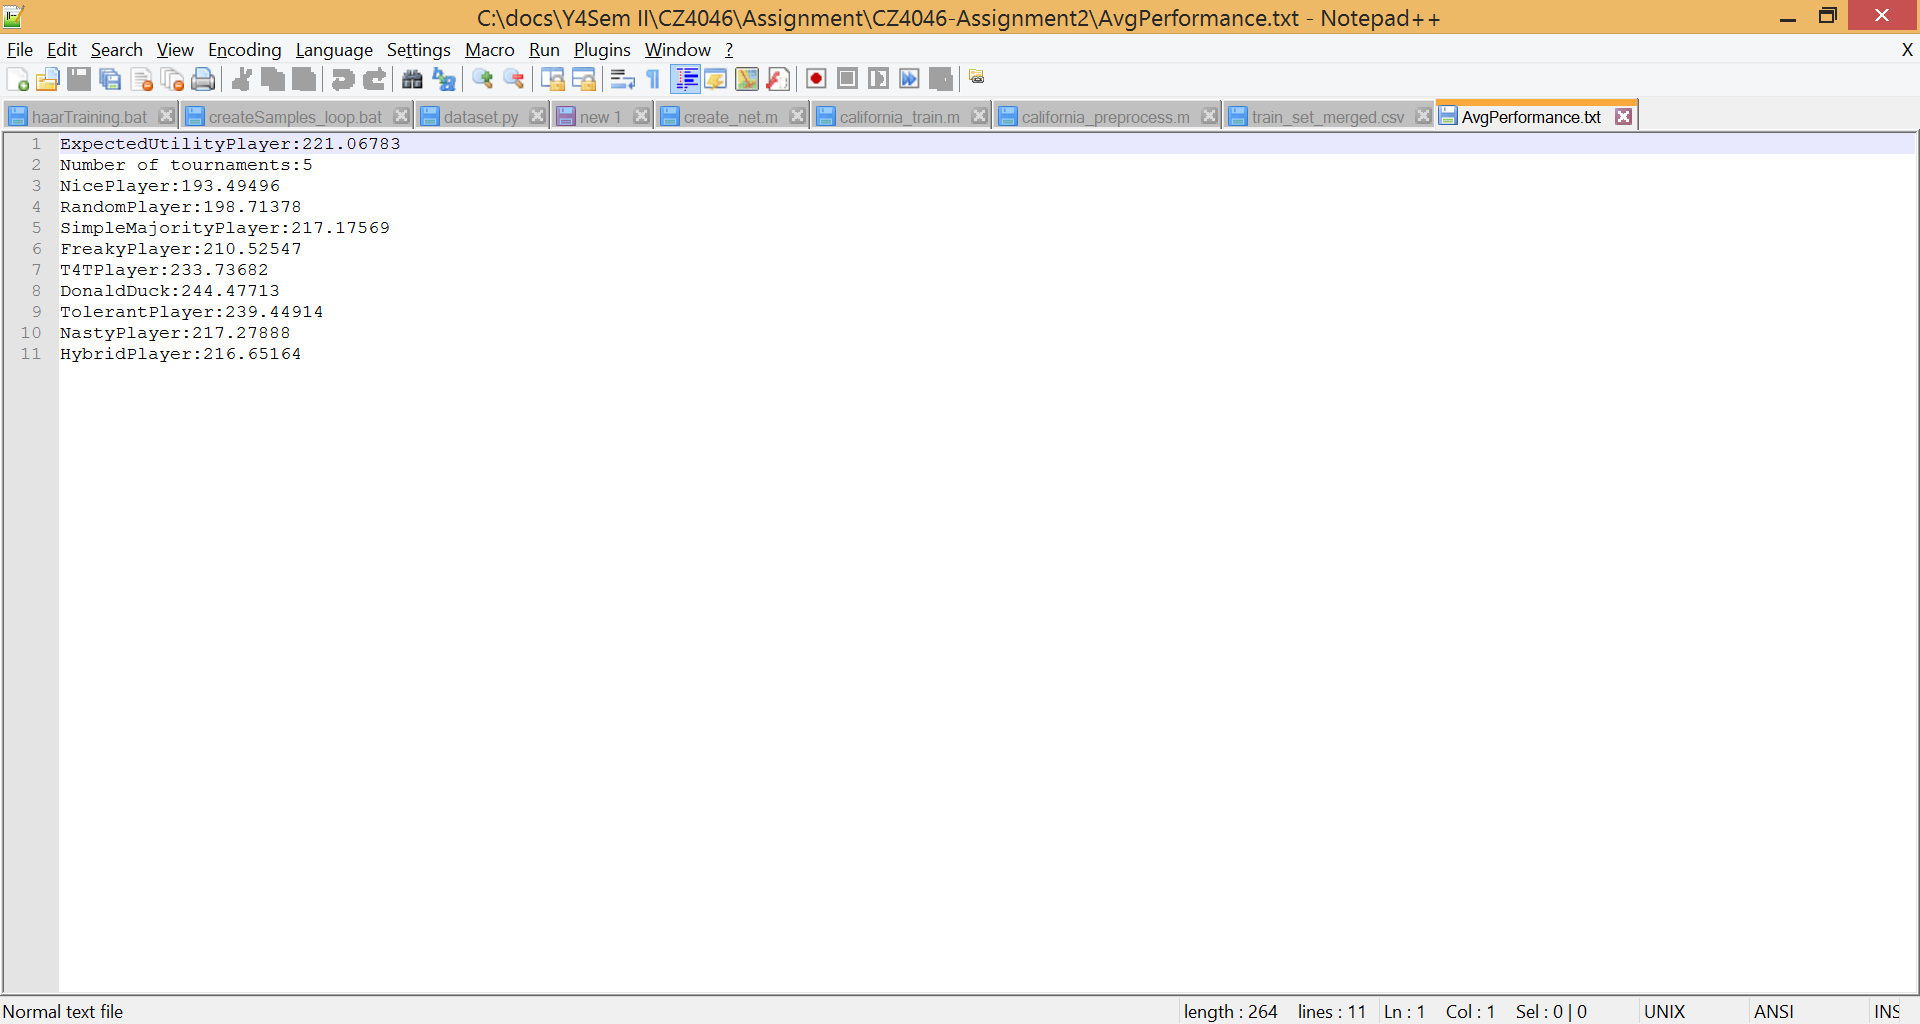 C:\docs\Y4Sem II\CZ4046\Assignment\CZ4046-Assignment2\AvgPerformance.txt - Notepad++
File Edit Search View Encoding Language Settings Macro Run Plugins Window ? X
haarTraining.bat createSamples_loop.bat dataset.py new 1 create_net.m california_train.m california_preprocess.m train_set_merged.csv AvgPerformance.txt
1 ExpectedUtilityPlayer:221.06783
2 Number of tournaments:5
3 NicePlayer:193.49496
4 RandomPlayer:198.71378
5 SimpleMajorityPlayer:217.17569
6 FreakyPlayer:210.52547
7 T4TPlayer:233.73682
8 DonaldDuck:244.47713
9 TolerantPlayer:239.44914
10 NastyPlayer:217.27888
11 HybridPlayer:216.65164
Normal text file length : 264 lines : 11 Ln : 1 Col : 1 Sel : 0 | 0 UNIX ANSI INS